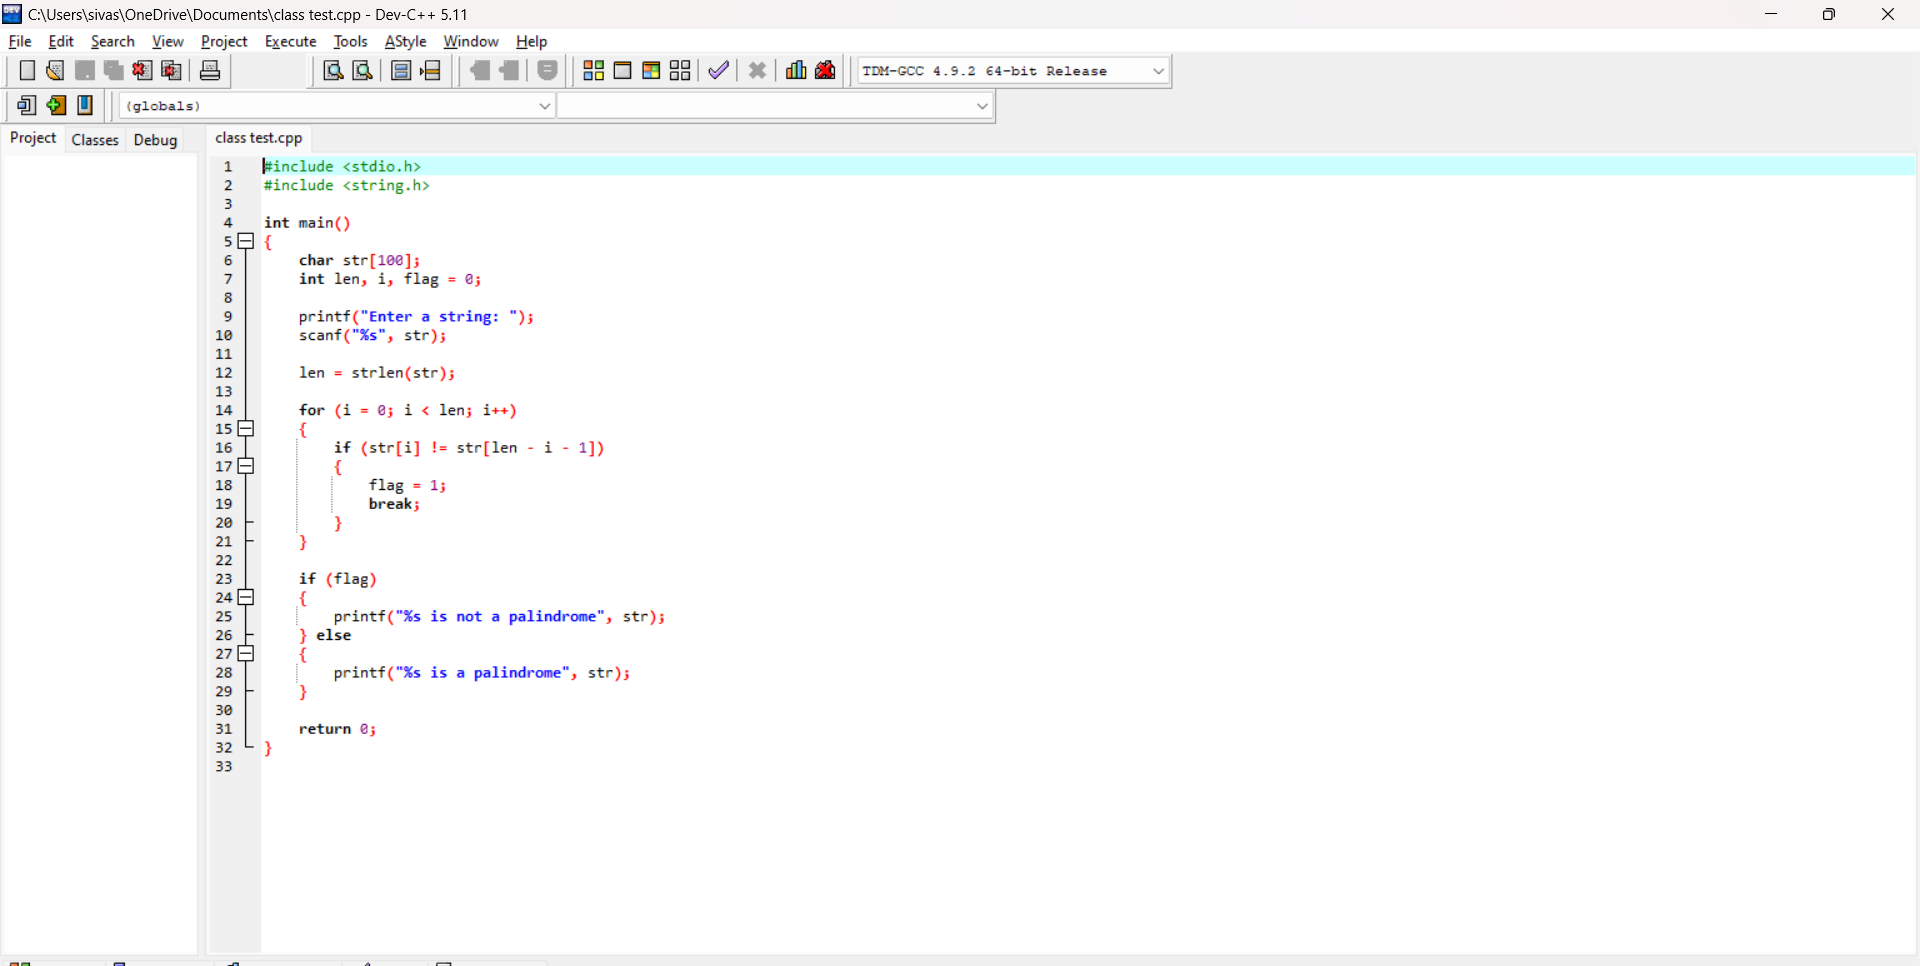 C:\Users\sivas\OneDrive\Documents\class test.cpp - Dev-C++ 5.11
File Edit Search View Project Execute Tools AStyle Window Help
TDM-GCC 4.9.2 64-bit Release
(globals)
Project Classes Debug class test.cpp
1 #include <stdio.h>
2 #include <string.h>
3
4 int main()
5 {
6 char str[100];
7 int len, i, flag = 0;
8
9 printf("Enter a string: ");
10 scanf("%s", str);
11
12 len = strlen(str);
13
14 for (i = 0; i < len; i++)
15 {
16 if (str[i] != str[len - i - 1])
17 {
18 flag = 1;
19 break;
20 }
21 }
22
23 if (flag)
24 {
25 printf("%s is not a palindrome", str);
26 } else
27 {
28 printf("%s is a palindrome", str);
29 }
30
31 return 0;
32 }
33